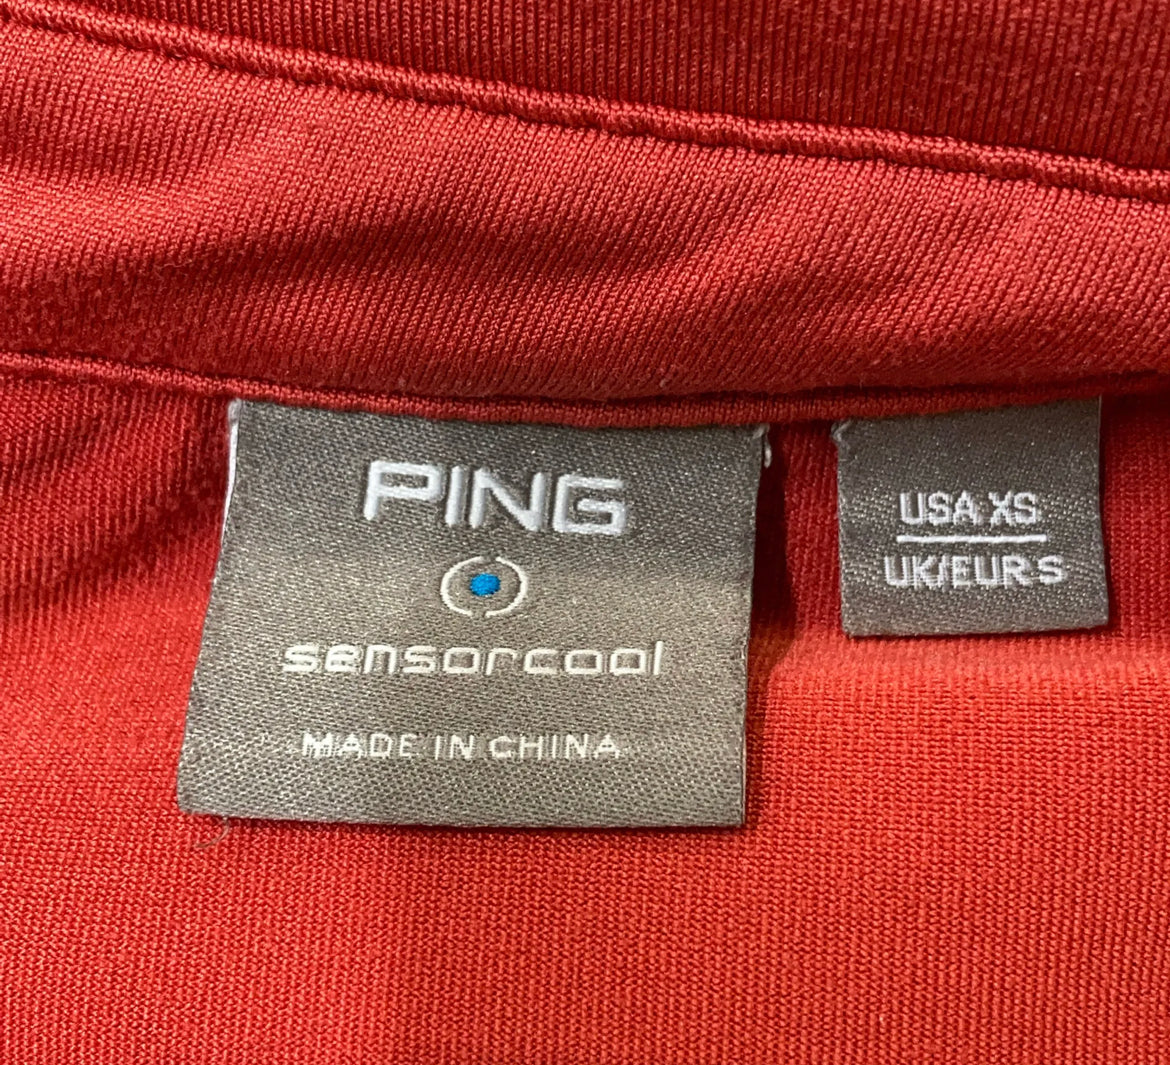 PING
sensorcool
MADE IN CHINA
USA XS
UK/EUR S